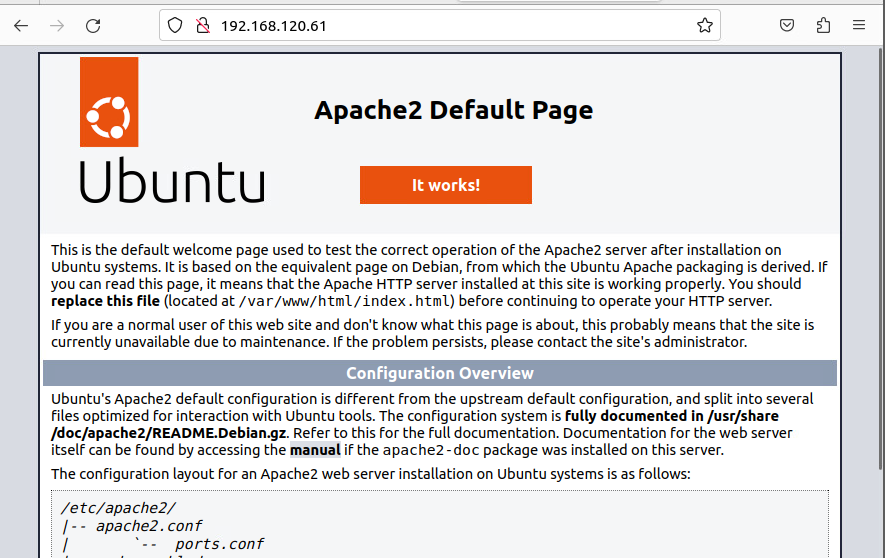 192.168.120.61
Apache2 Default Page
Ubuntu
It works!
This is the default welcome page used to test the correct operation of the Apache2 server after installation on
Ubuntu systems. It is based on the equivalent page on Debian, from which the Ubuntu Apache packaging is derived. If
you can read this page, it means that the Apache HTTP server installed at this site is working properly. You should
replace this file (located at /var/www/html/index.html) before continuing to operate your HTTP server.
If you are a normal user of this web site and don't know what this page is about, this probably means that the site is
currently unavailable due to maintenance. If the problem persists, please contact the site's administrator.
Configuration Overview
Ubuntu's Apache2 default configuration is different from the upstream default configuration, and split into several
files optimized for interaction with Ubuntu tools. The configuration system is fully documented in /usr/share
/doc/apache2/README.Debian.gz. Refer to this for the full documentation. Documentation for the web server
itself can be found by accessing the manual if the apache2-doc package was installed on this server.
The configuration layout for an Apache2 web server installation on Ubuntu systems is as follows:
/etc/apache2/
|-- apache2.conf
|       `--  ports.conf